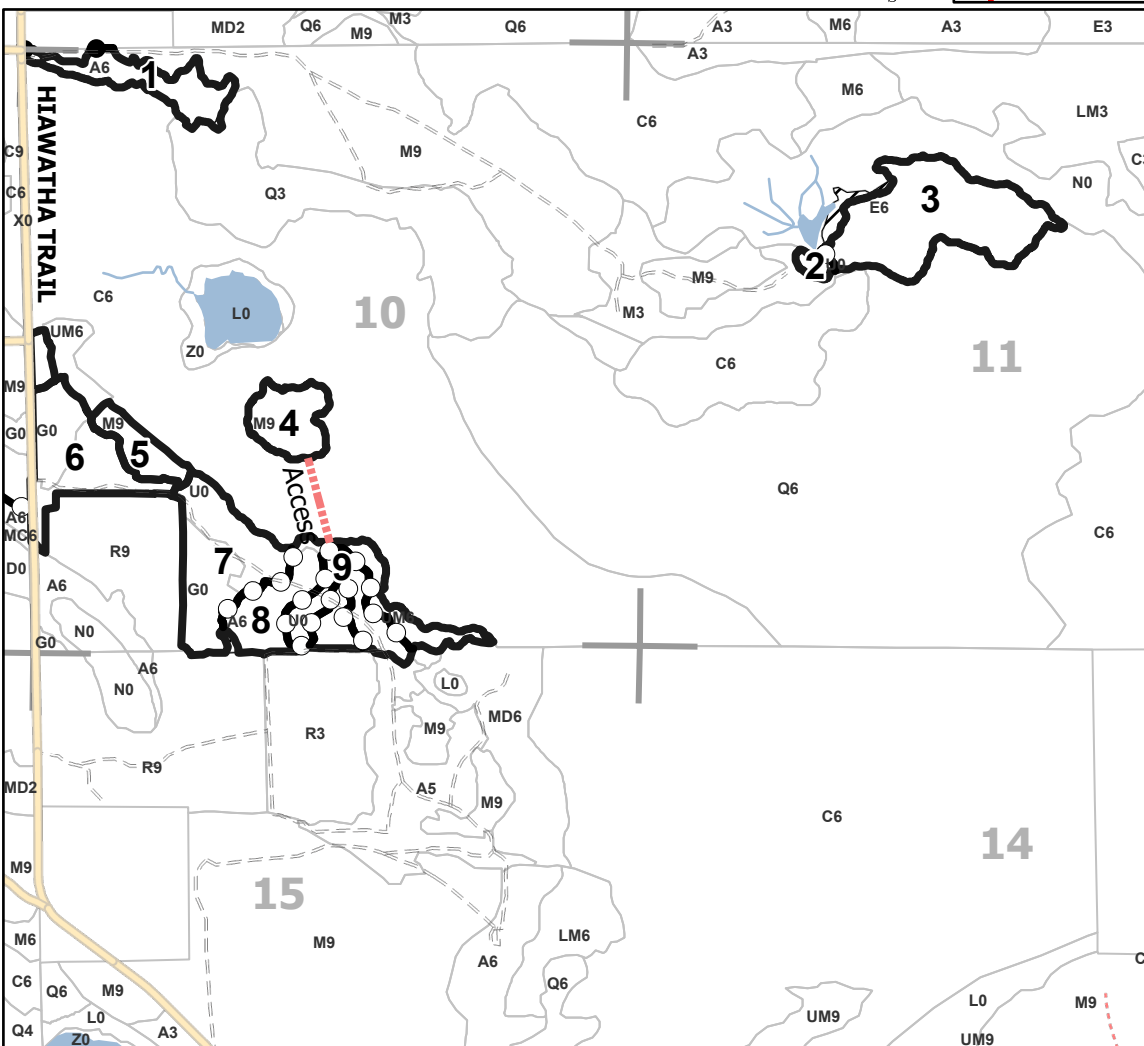 MD2
Q6
M9
M3
Q6
A3
M6
A3
E3
A3
A6
1
C6
M6
LM3
HIAWATHA TRAIL
C9
M9
C6
Q3
N0
3
E6
X0
2
M9
C6
L0
10
M3
UM6
Z0
C6
11
M9
G0
G0
M9
4
M9
5
6
U0
Access
Q6
A6
MC6
R9
C6
D0
A6
7
9
G0
A6
8
U0
N0
G0
A6
N0
L0
R3
M9
MD6
R9
A5
MD2
M9
C6
14
M9
15
M6
M9
LM6
A6
C6
Q6
M9
Q6
L0
M9
L0
UM9
Q4
Z0
A3
UM9